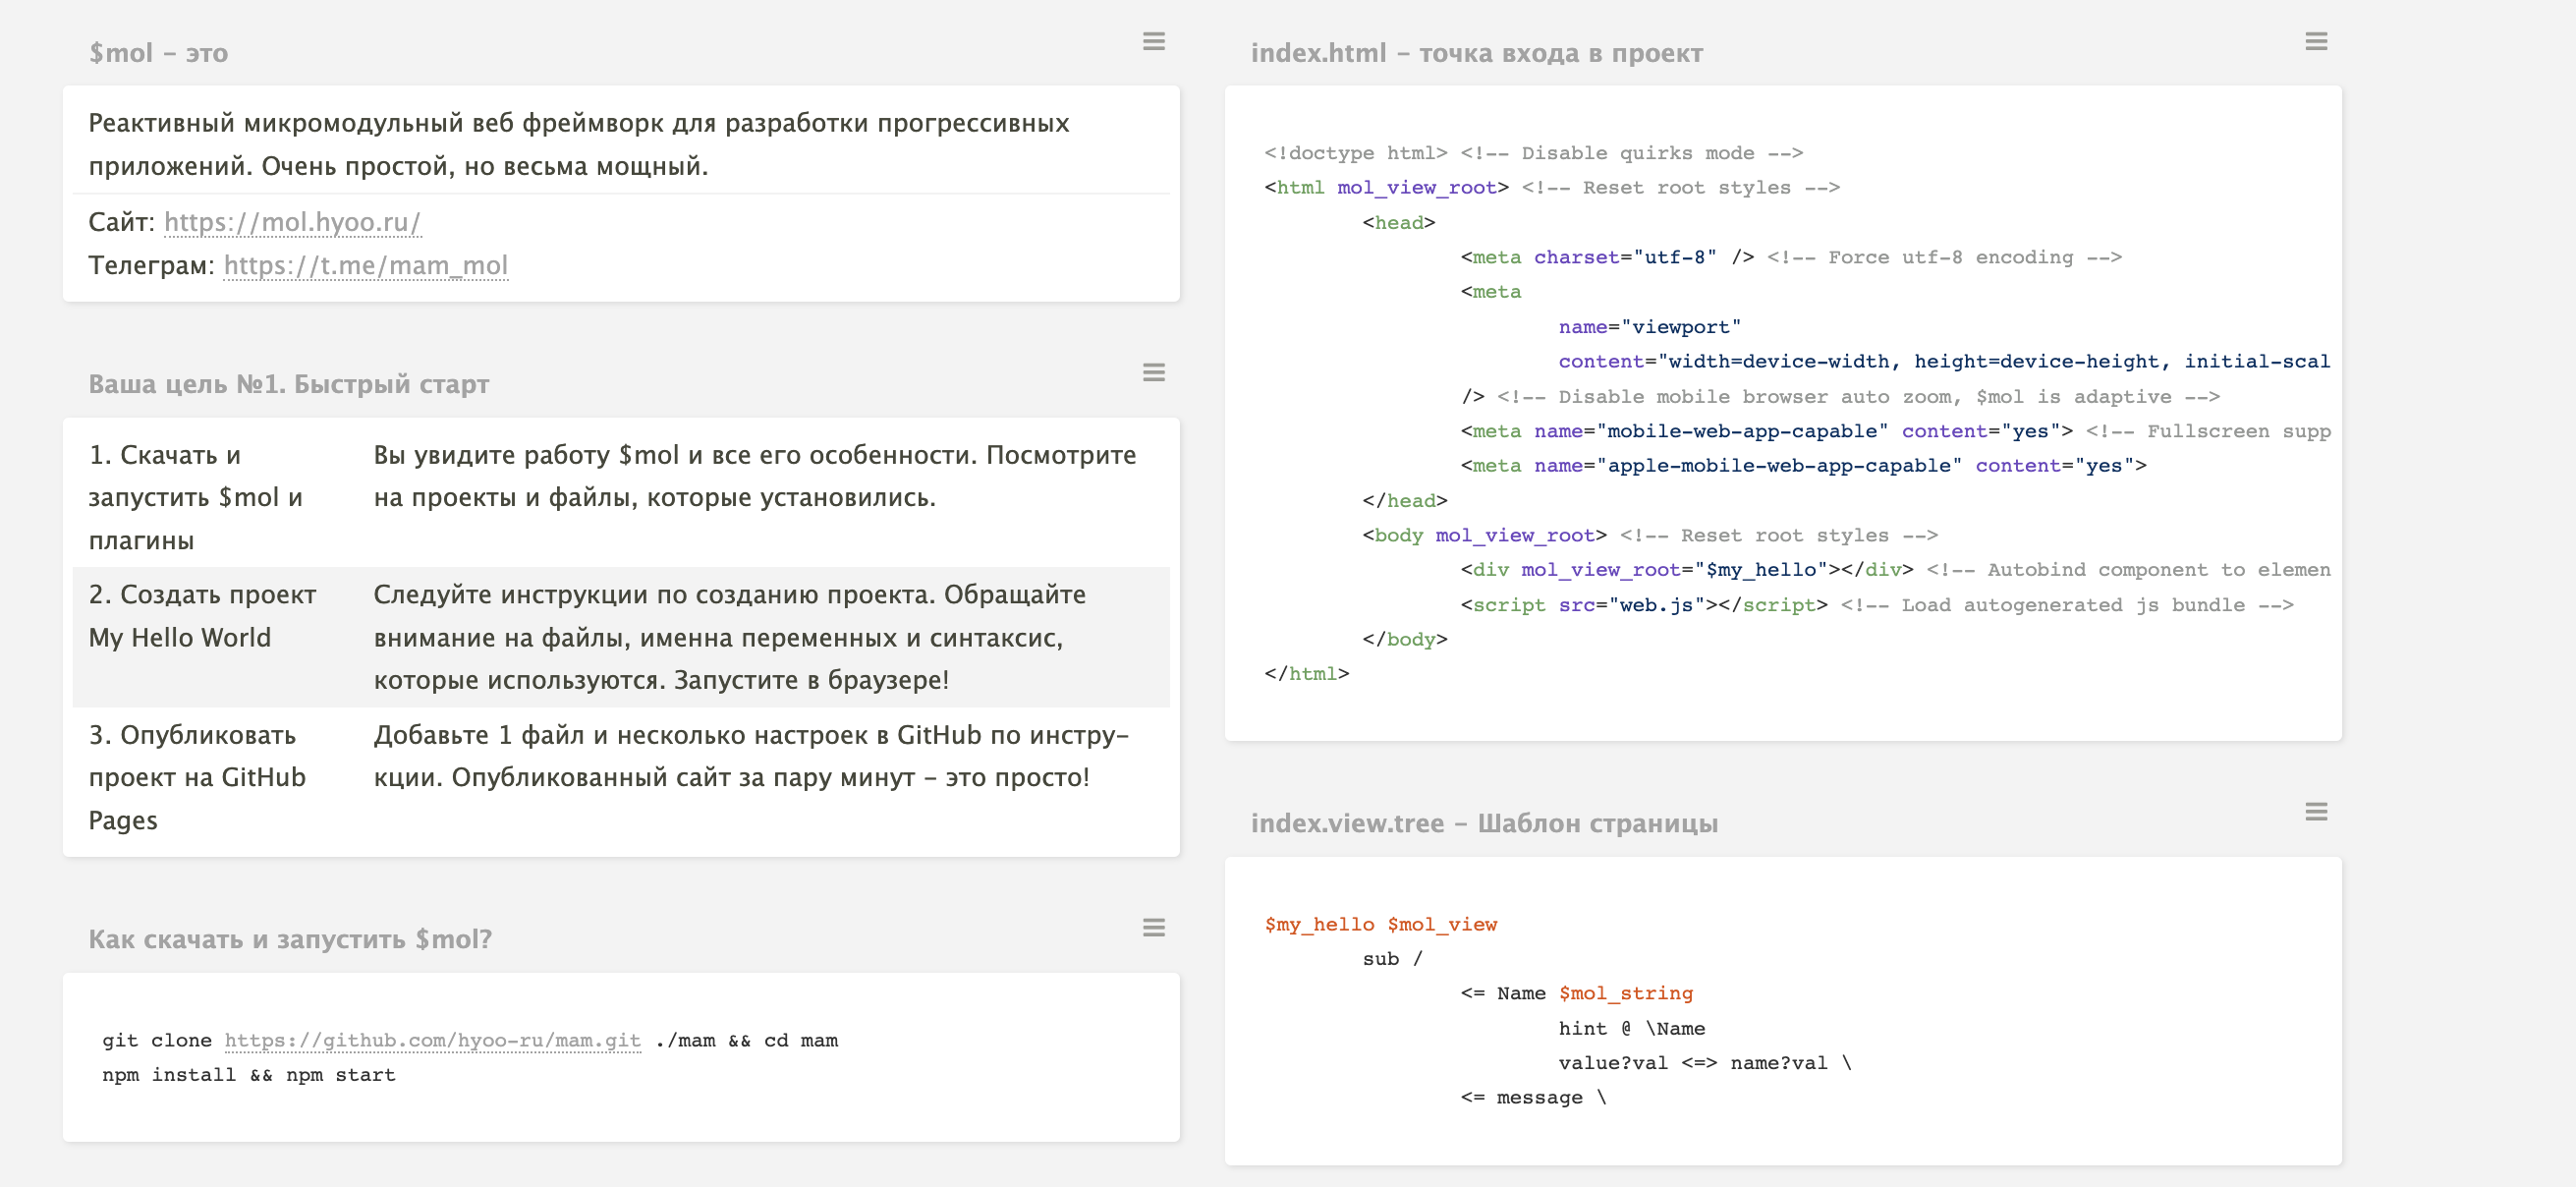 $mol – это
Реактивный микромодульный веб фреймворк для разработки прогрессивных
приложений. Очень простой, но весьма мощный.
Сайт: https://mol.hyoo.ru/
Телеграм: https://t.me/mam_mol
Ваша цель №1. Быстрый старт
1. Скачать и
запустить $mol и
плагины
Вы увидите работу $mol и все его особенности. Посмотрите
на проекты и файлы, которые установились.
2. Создать проект
My Hello World
Следуйте инструкции по созданию проекта. Обращайте
внимание на файлы, именна переменных и синтаксис,
которые используются. Запустите в браузере!
3. Опубликовать
проект на GitHub
Pages
Добавьте 1 файл и несколько настроек в GitHub по инстру-
кции. Опубликованный сайт за пару минут – это просто!
Как скачать и запустить $mol?
git clone https://github.com/hyoo-ru/mam.git ./mam && cd mam
npm install && npm start
index.html – точка входа в проект
<!doctype html> <!-- Disable quirks mode -->
<html mol_view_root> <!-- Reset root styles -->
<head>
<meta charset="utf-8" /> <!-- Force utf-8 encoding -->
<meta
name="viewport"
content="width=device-width, height=device-height, initial-scal
/> <!-- Disable mobile browser auto zoom, $mol is adaptive -->
<meta name="mobile-web-app-capable" content="yes"> <!-- Fullscreen supp
<meta name="apple-mobile-web-app-capable" content="yes">
</head>
<body mol_view_root> <!-- Reset root styles -->
<div mol_view_root="$my_hello"></div> <!-- Autobind component to elemen
<script src="web.js"></script> <!-- Load autogenerated js bundle -->
</body>
</html>
index.view.tree – Шаблон страницы
$my_hello $mol_view
sub /
<= Name $mol_string
hint @ \Name
value?val <=> name?val \
<= message \